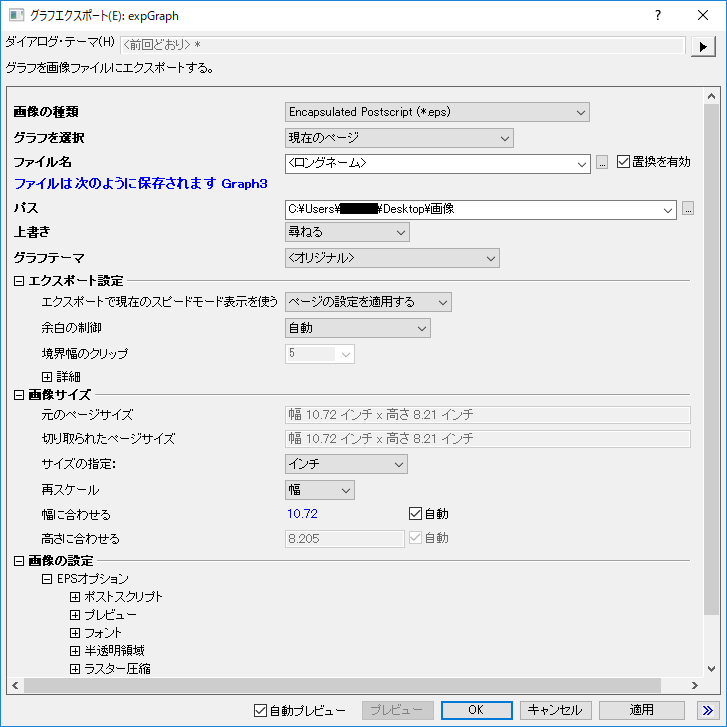 グラフエクスポート(E): expGraph
ダイアログ・テーマ(H) <前回どおり> *
グラフを画像ファイルにエクスポートする。
画像の種類 Encapsulated Postscript (*.eps)
グラフを選択 現在のページ
ファイル名 <ロングネーム> ... 置換を有効
ファイルは 次のように保存されます Graph3
パス C:¥Users¥ ¥Desktop¥画像 ...
上書き 尋ねる
グラフテーマ <オリジナル>
エクスポート設定
エクスポートで現在のスピードモード表示を使う ページの設定を適用する
余白の制御 自動
境界幅のクリップ 5
詳細
画像サイズ
元のページサイズ 幅 10.72 インチ x 高さ 8.21 インチ
切り取られたページサイズ 幅 10.72 インチ x 高さ 8.21 インチ
サイズの指定: インチ
再スケール 幅
幅に合わせる 10.72 自動
高さに合わせる 8.205 自動
画像の設定
EPSオプション
ポストスクリプト
プレビュー
フォント
半透明領域
ラスター圧縮
自動プレビュー プレビュー OK キャンセル 適用